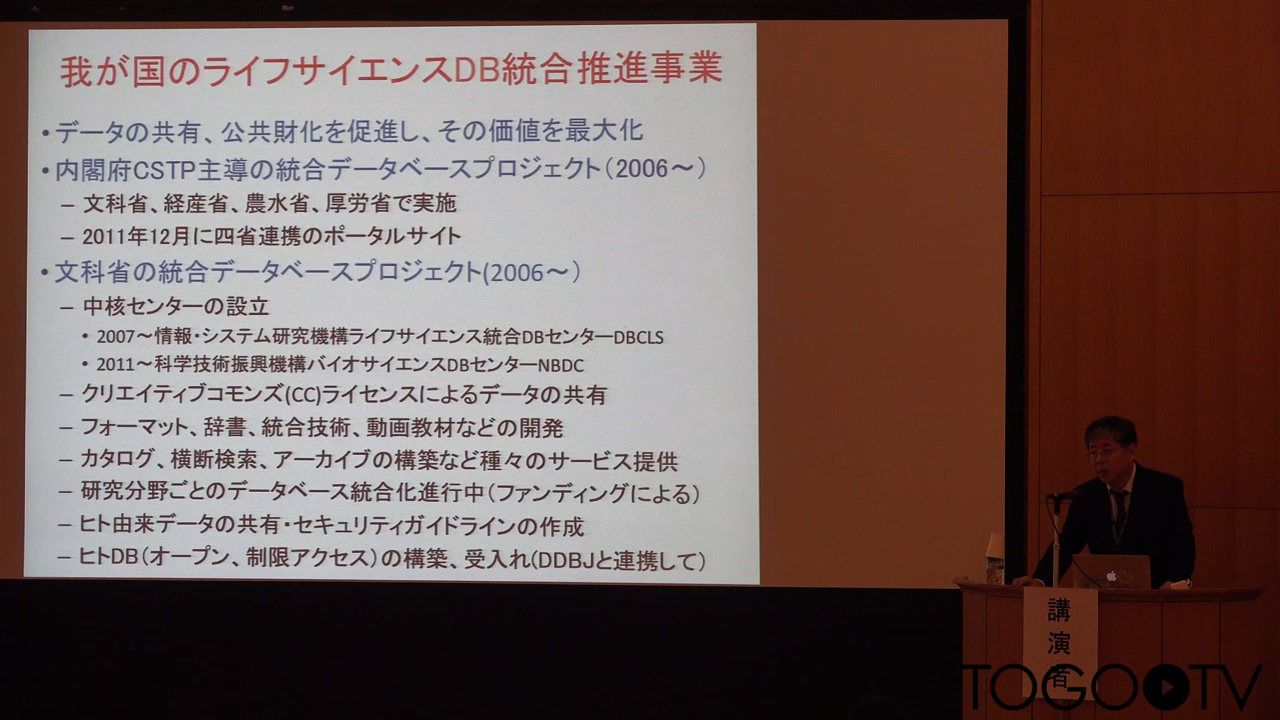 我が国のライフサイエンスDB統合推進事業
•データの共有、公共財化を促進し、その価値を最大化
•内閣府CSTP主導の統合データベースプロジェクト（2006～）
– 文科省、経産省、農水省、厚労省で実施
– 2011年12月に四省連携のポータルサイト
•文科省の統合データベースプロジェクト(2006～）
– 中核センターの設立
• 2007～情報・システム研究機構ライフサイエンス統合DBセンターDBCLS
• 2011～科学技術振興機構バイオサイエンスDBセンターNBDC
– クリエイティブコモンズ(CC)ライセンスによるデータの共有
– フォーマット、辞書、統合技術、動画教材などの開発
– カタログ、横断検索、アーカイブの構築など種々のサービス提供
– 研究分野ごとのデータベース統合化進行中（ファンディングによる）
– ヒト由来データの共有・セキュリティガイドラインの作成
– ヒトDB（オープン、制限アクセス）の構築、受入れ(DDBJと連携して）
講演者
TOGOTV